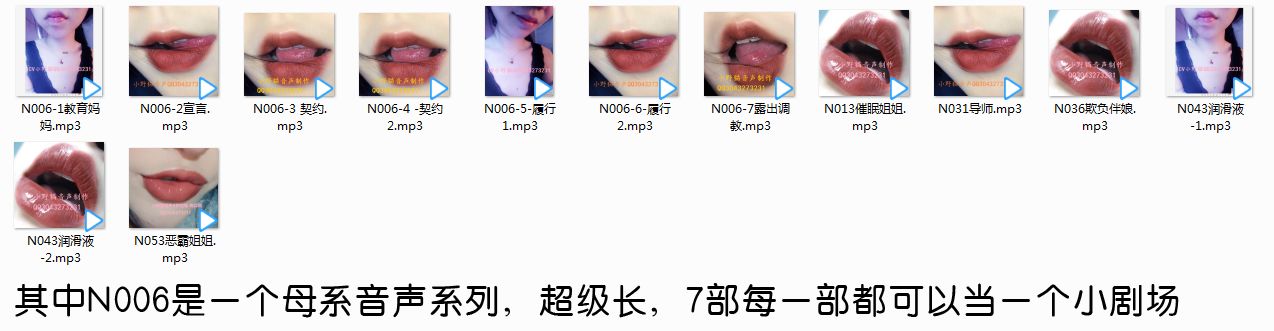 N006-1教育妈
妈.mp3
N006-2宣言.
mp3
N006-3 契约.
mp3
N006-4 -契约
2.mp3
N006-5-履行
1.mp3
N006-6-履行
2.mp3
N006-7露出调
教.mp3
N013催眠姐姐.
mp3
N031导师.mp3
N036欺负伴娘.
mp3
N043润滑液
-1.mp3
N043润滑液
-2.mp3
N053恶霸姐姐.
mp3
其中N006是一个母系音声系列，超级长，7部每一部都可以当一个小剧场